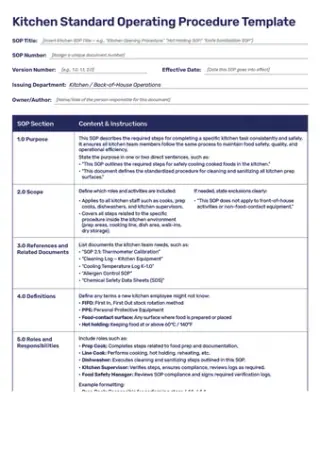 Kitchen Standard Operating Procedure Template
SOP Title: [Insert Kitchen SOP Title – e.g., "Kitchen Opening Procedures" "Hot Holding SOP" "Knife Sanitization SOP"]
SOP Number: [Assign a unique document number]
Version Number: [e.g., 1.0, 1.1, 2.0]
Effective Date: [Date this SOP goes into effect]
Issuing Department: Kitchen / Back-of-House Operations
Owner/Author: [Name/title of the person responsible for this document]
SOP Section Content & Instructions
1.0 Purpose
This SOP describes the required steps for completing a specific kitchen task consistently and safely.
It ensures all kitchen team members follow the same process to maintain food safety, quality, and
operational efficiency.
State the purpose in one or two direct sentences, such as:
• "This SOP outlines the required steps for safely cooling cooked foods in the kitchen."
• "This document defines the standardized procedure for cleaning and sanitizing all kitchen prep
surfaces."
2.0 Scope
Define which roles and activities are included:
• Applies to all kitchen staff such as cooks, prep
cooks, dishwashers, and kitchen supervisors.
• Covers all steps related to the specific
procedure inside the kitchen environment
(prep areas, cooking line, dish area, walk-ins,
dry storage).
If needed, state exclusions clearly:
• "This SOP does not apply to front-of-house
activities or non-food-contact equipment."
3.0 References and
Related Documents
List documents the kitchen team needs, such as:
• "SOP 2.1: Thermometer Calibration"
• "Cleaning Log – Kitchen Equipment"
• "Cooling Temperature Log K-1.0"
• "Allergen Control SOP"
• "Chemical Safety Data Sheets (SDS)"
4.0 Definitions
Define any terms a new kitchen employee might not know:
• FIFO: First In, First Out stock rotation method
• PPE: Personal Protective Equipment
• Food-contact surface: Any surface where food is prepared or placed
• Hot holding: Keeping food at or above 60°C / 140°F
5.0 Roles and
Responsibilities
Include roles such as:
• Prep Cook: Completes steps related to food prep and documentation.
• Line Cook: Performs cooking, hot holding, reheating, etc.
• Dishwasher: Executes cleaning and sanitizing steps outlined in this SOP.
• Kitchen Supervisor: Verifies steps, ensures compliance, reviews logs as required.
• Food Safety Manager: Reviews SOP compliance and signs required verification logs.
Example formatting: